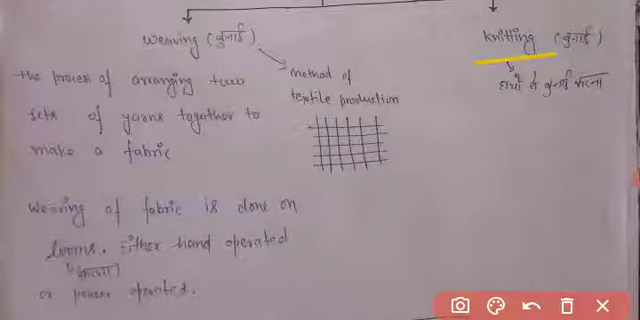 weaving (बुनाई)
knitting (बुनाई)
the process of arranging two
sets of yarns together to
make a fabric
method of
textile production
हाथों से बुनाई करना
wearing of fabric is done on
looms. Either hand operated
or power operated.